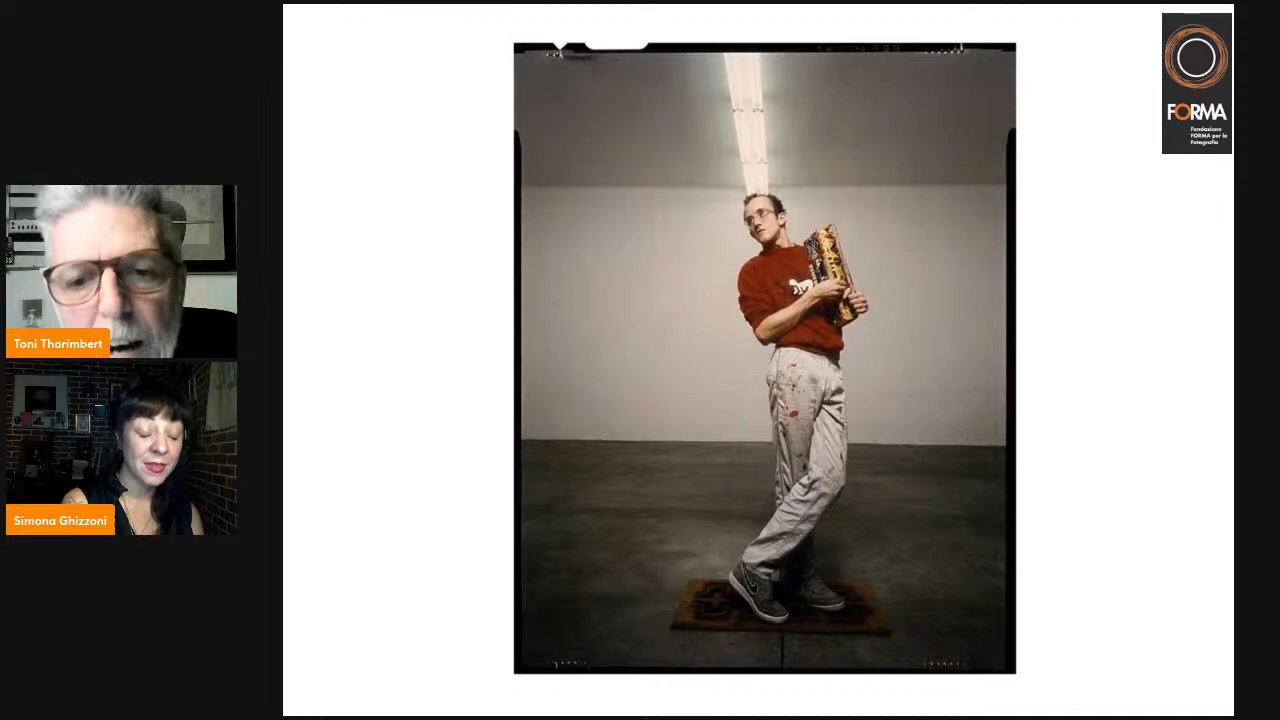 FORMA
Fondazione
FORMA per la
Fotografia
Toni Thorimbert
Simona Ghizzoni